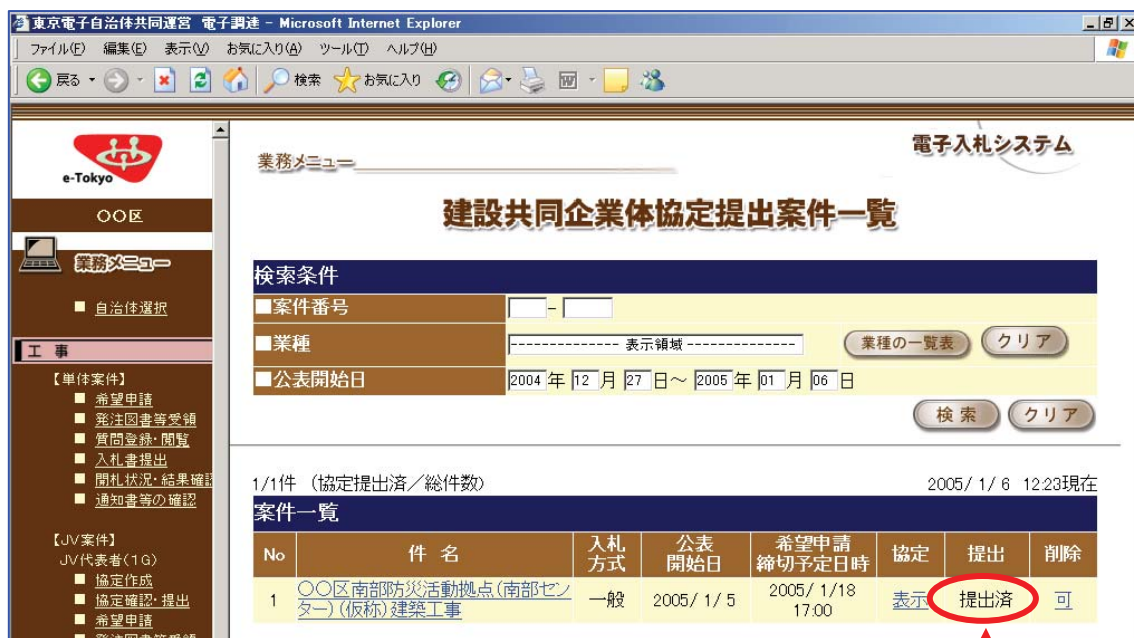 東京電子自治体共同運営 電子調達 - Microsoft Internet Explorer
ファイル(F) 編集(E) 表示(V) お気に入り(A) ツール(T) ヘルプ(H)
戻る 検索 お気に入り
e-Tokyo
〇〇区
業務メニュー
自治体選択
工 事
【単体案件】
希望申請
発注図書等受領
質問登録・閲覧
入札書提出
開札状況・結果確認
通知書等の確認
【JV案件】
JV代表者(1G)
協定作成
協定確認・提出
希望申請
発注図書等受領
業務メニュー
電子入札システム
建設共同企業体協定提出案件一覧
検索条件
■案件番号 -
■業種 -------------- 表示領域 -------------- 業種の一覧表 クリア
■公表開始日 2004 年 12 月 27 日～ 2005 年 01 月 06 日
検索 クリア
1/1件 (協定提出済／総件数) 2005/ 1/ 6 12:23現在
案件一覧
No 件 名 入札方式 公表開始日 希望申請締切予定日時 協定 提出 削除
1 〇〇区南部防災活動拠点(南部センター)(仮称)建築工事 一般 2005/ 1/ 5 2005/ 1/18 17:00 表示 提出済 可